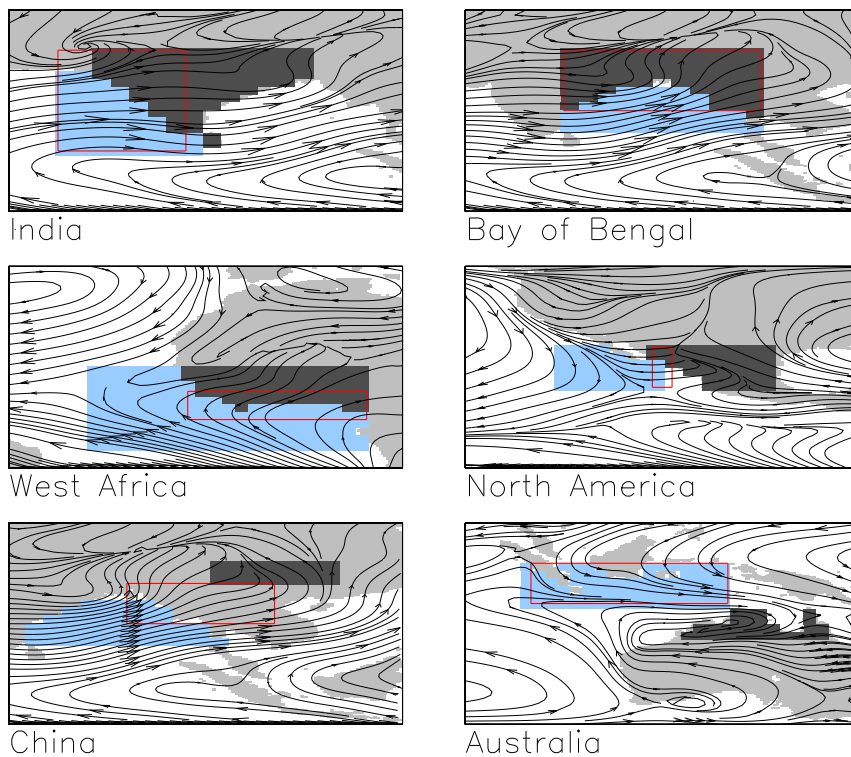 India
Bay of Bengal
West Africa
North America
China
Australia